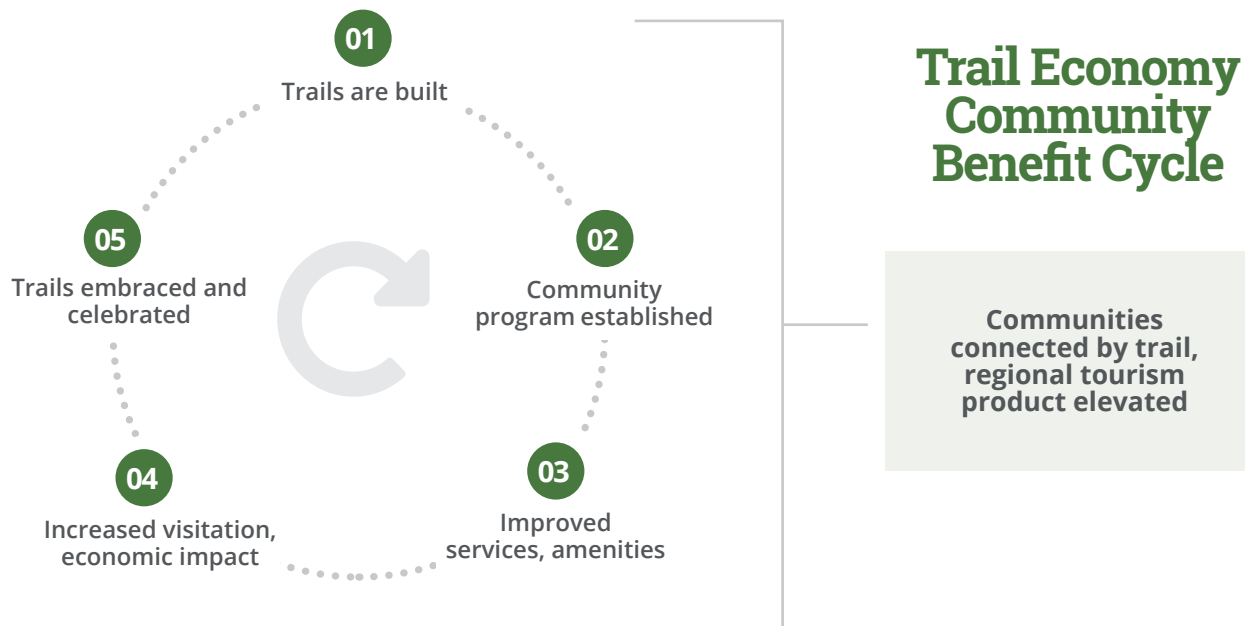 01
Trails are built
02
Community
program established
03
Improved
services, amenities
04
Increased visitation,
economic impact
05
Trails embraced and
celebrated
Trail Economy
Community
Benefit Cycle
Communities
connected by trail,
regional tourism
product elevated